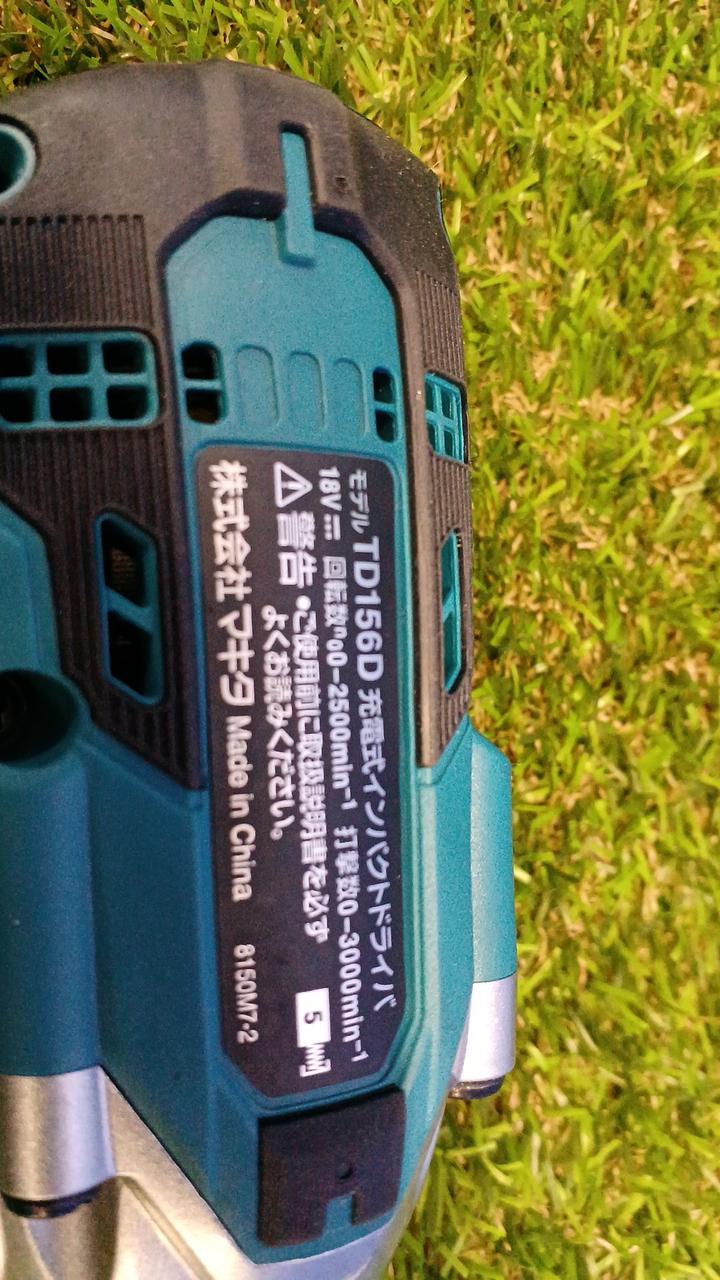 モデル TD156D 充電式インパクトドライバ
18V 回転数n₀0-2500min⁻¹ 打撃数0-3000min⁻¹
⚠警告 ●ご使用前に取扱説明書を必ず
よくお読みください。
5
株式会社 マキタ Made in China 8150M7-2